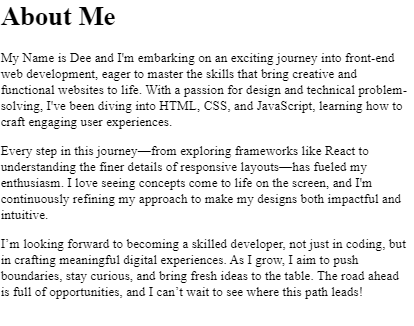 About Me
My Name is Dee and I'm embarking on an exciting journey into front-end
web development, eager to master the skills that bring creative and
functional websites to life. With a passion for design and technical problem-
solving, I've been diving into HTML, CSS, and JavaScript, learning how to
craft engaging user experiences.
Every step in this journey—from exploring frameworks like React to
understanding the finer details of responsive layouts—has fueled my
enthusiasm. I love seeing concepts come to life on the screen, and I'm
continuously refining my approach to make my designs both impactful and
intuitive.
I’m looking forward to becoming a skilled developer, not just in coding, but
in crafting meaningful digital experiences. As I grow, I aim to push
boundaries, stay curious, and bring fresh ideas to the table. The road ahead
is full of opportunities, and I can’t wait to see where this path leads!